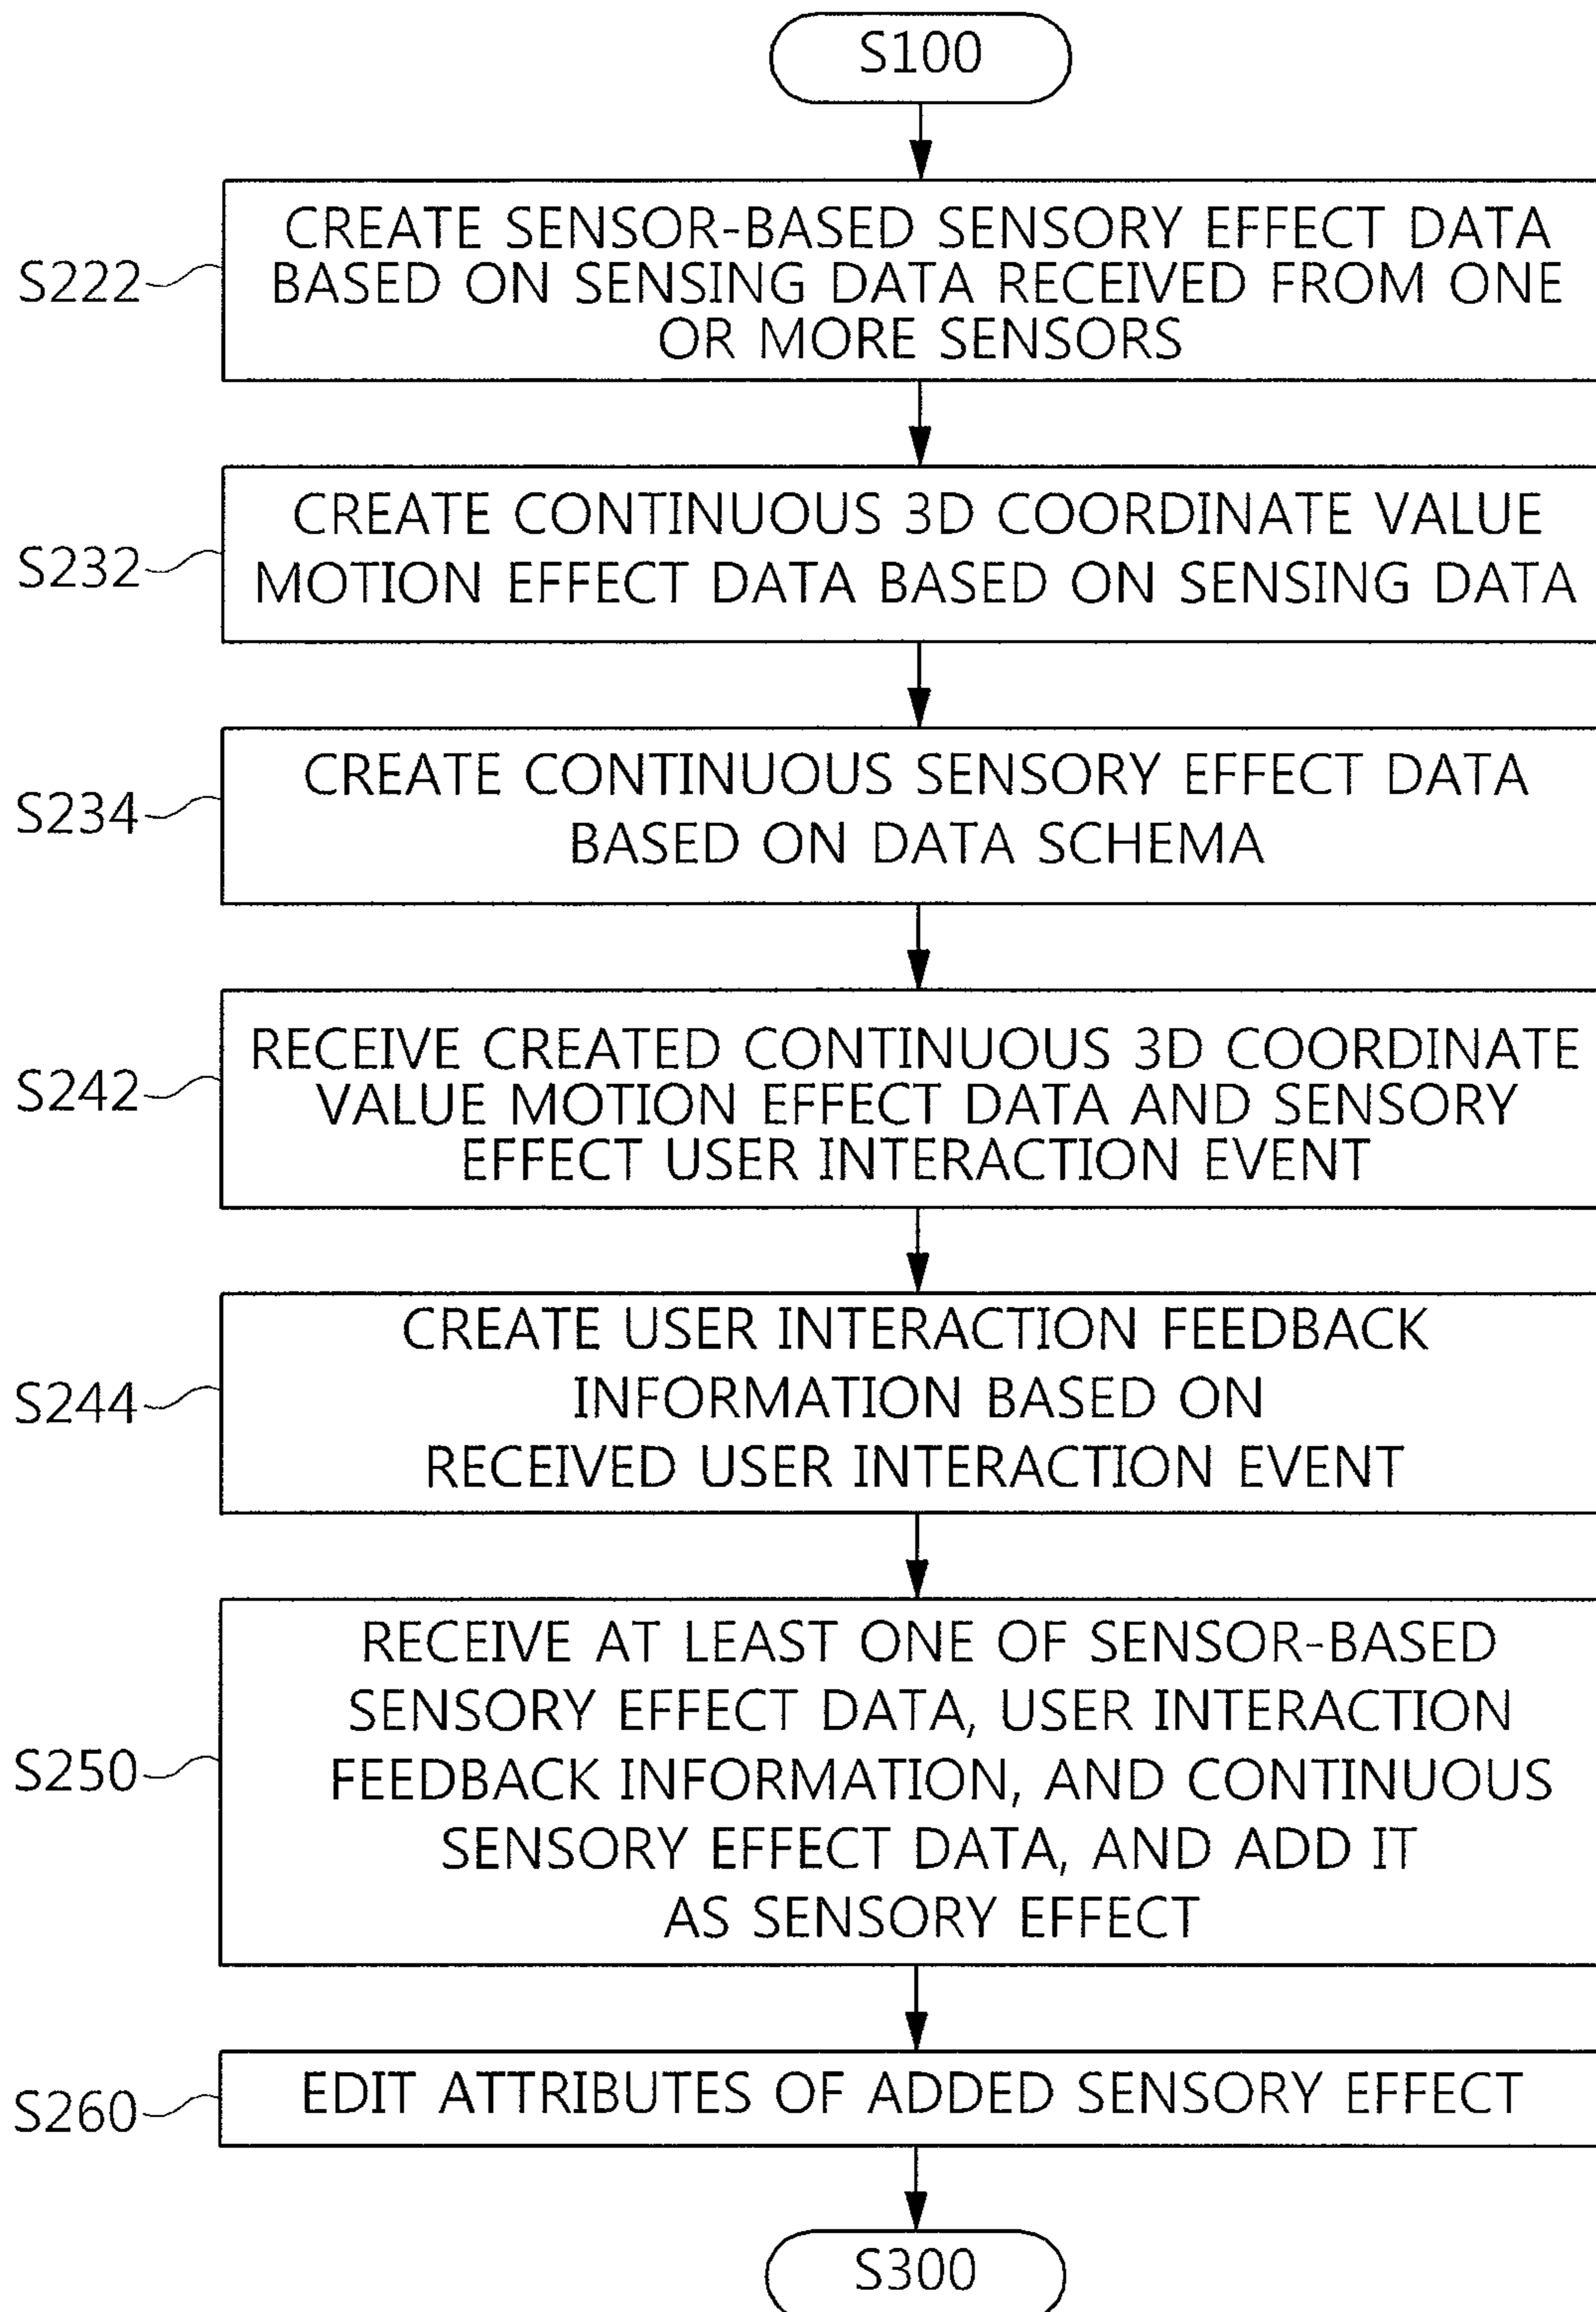 S100
S222
CREATE SENSOR-BASED SENSORY EFFECT DATA
BASED ON SENSING DATA RECEIVED FROM ONE
OR MORE SENSORS
S232
CREATE CONTINUOUS 3D COORDINATE VALUE
MOTION EFFECT DATA BASED ON SENSING DATA
S234
CREATE CONTINUOUS SENSORY EFFECT DATA
BASED ON DATA SCHEMA
S242
RECEIVE CREATED CONTINUOUS 3D COORDINATE
VALUE MOTION EFFECT DATA AND SENSORY
EFFECT USER INTERACTION EVENT
S244
CREATE USER INTERACTION FEEDBACK
INFORMATION BASED ON
RECEIVED USER INTERACTION EVENT
S250
RECEIVE AT LEAST ONE OF SENSOR-BASED
SENSORY EFFECT DATA, USER INTERACTION
FEEDBACK INFORMATION, AND CONTINUOUS
SENSORY EFFECT DATA, AND ADD IT
AS SENSORY EFFECT
S260
EDIT ATTRIBUTES OF ADDED SENSORY EFFECT
S300